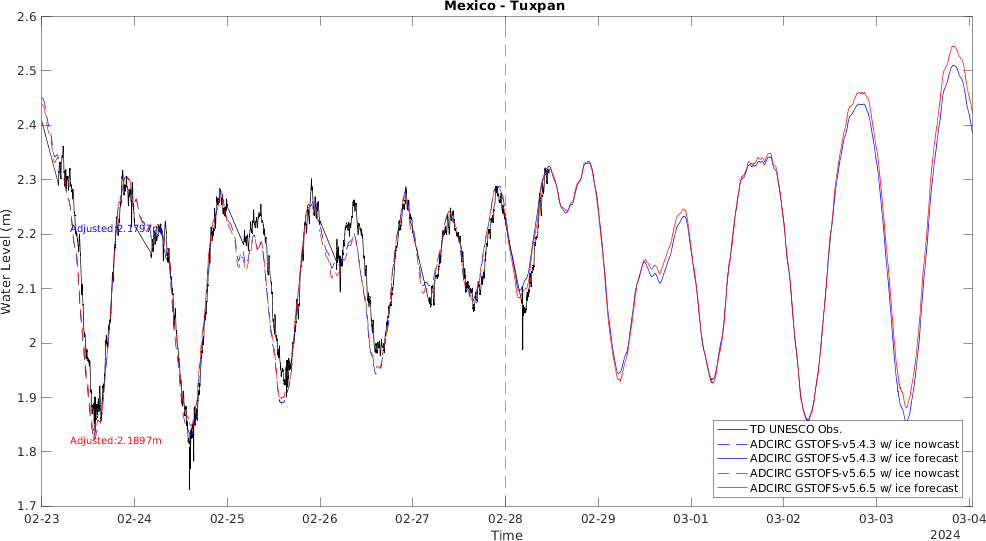 Mexico - Tuxpan
2.6
2.5
2.4
2.3
2.2
2.1
2
1.9
1.8
1.7
Water Level (m)
Adjusted:2.1797m
Adjusted:2.1897m
TD UNESCO Obs.
ADCIRC GSTOFS-v5.4.3 w/ ice nowcast
ADCIRC GSTOFS-v5.4.3 w/ ice forecast
ADCIRC GSTOFS-v5.6.5 w/ ice nowcast
ADCIRC GSTOFS-v5.6.5 w/ ice forecast
02-23 02-24 02-25 02-26 02-27 02-28 02-29 03-01 03-02 03-03 03-04
Time
2024